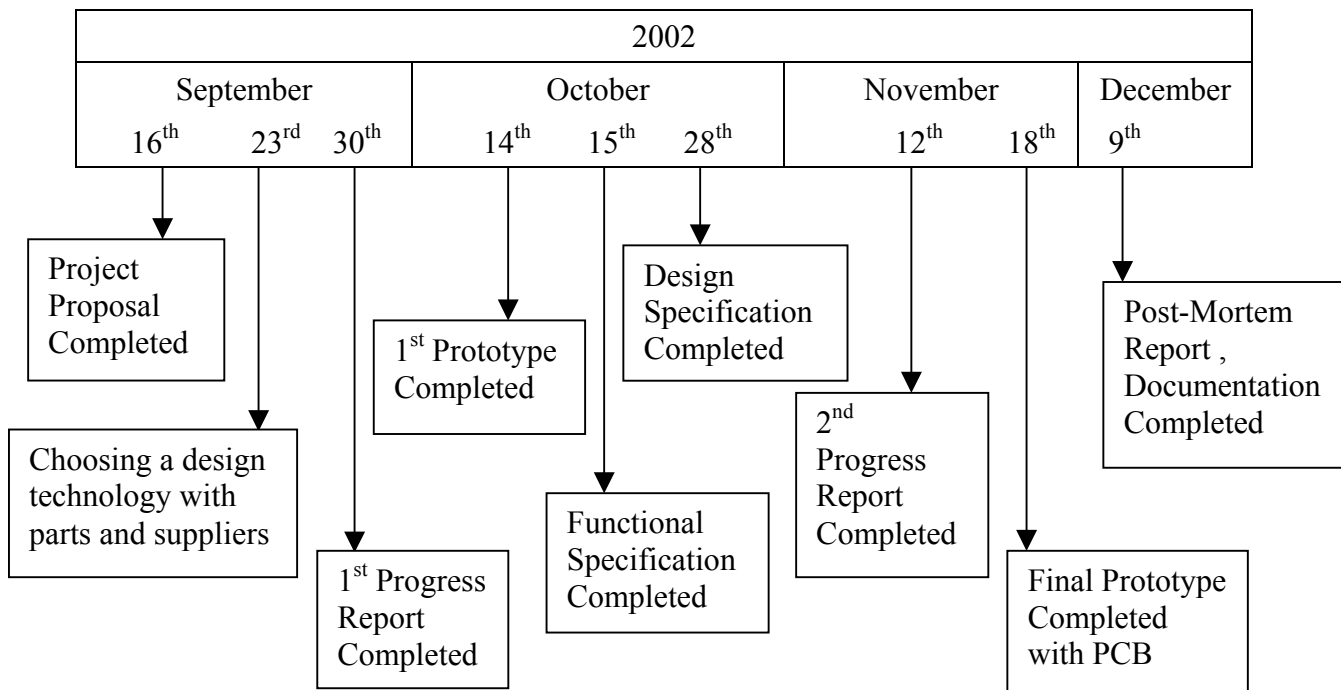 2002
September October November December
16th 23rd 30th 14th 15th 28th 12th 18th 9th
Project
Proposal
Completed
Choosing a design
technology with
parts and suppliers
1st Progress
Report
Completed
1st Prototype
Completed
Functional
Specification
Completed
Design
Specification
Completed
2nd
Progress
Report
Completed
Final Prototype
Completed
with PCB
Post-Mortem
Report ,
Documentation
Completed